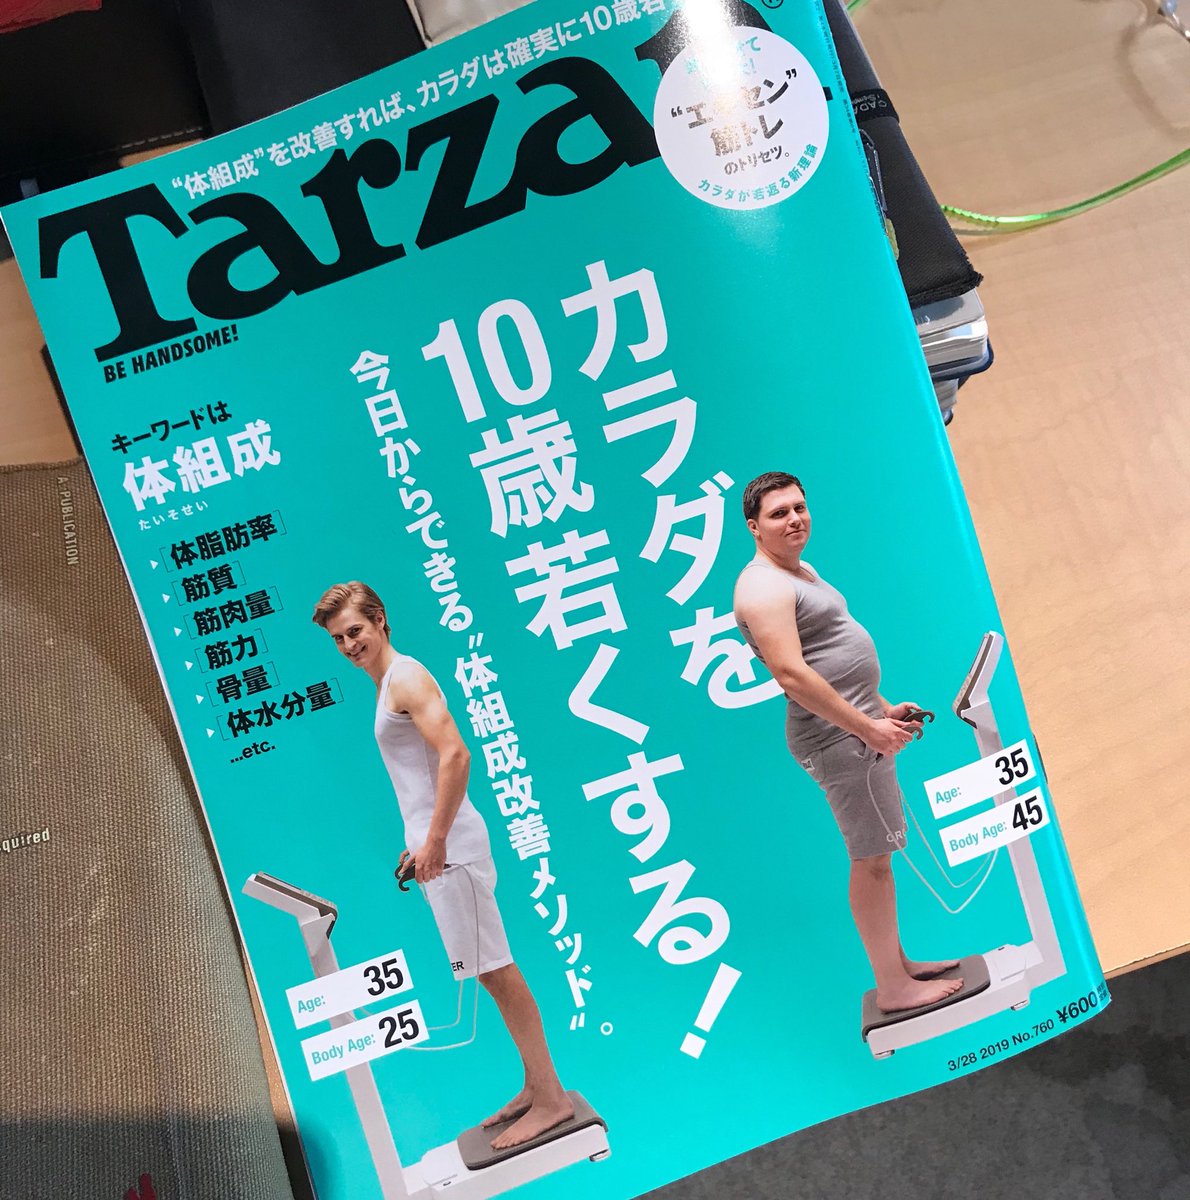 “体組成”を改善すれば、カラダは確実に10歳若
Tarza
BE HANDSOME!
セン”
筋トレ
のトリセツ。
カラダが若返る新理論
カラダを
10歳若くする!
今日からできる“体組成改善メソッド”。
キーワードは
体組成
たいそせい
[体脂肪率]
[筋質]
[筋肉量]
[筋力]
[骨量]
[体水分量]
...etc.
Age: 35
Body Age: 25
Age: 35
Body Age: 45
GR
ER
3/28 2019 No.760 ¥600
A PUBLICATION
quired
CADA